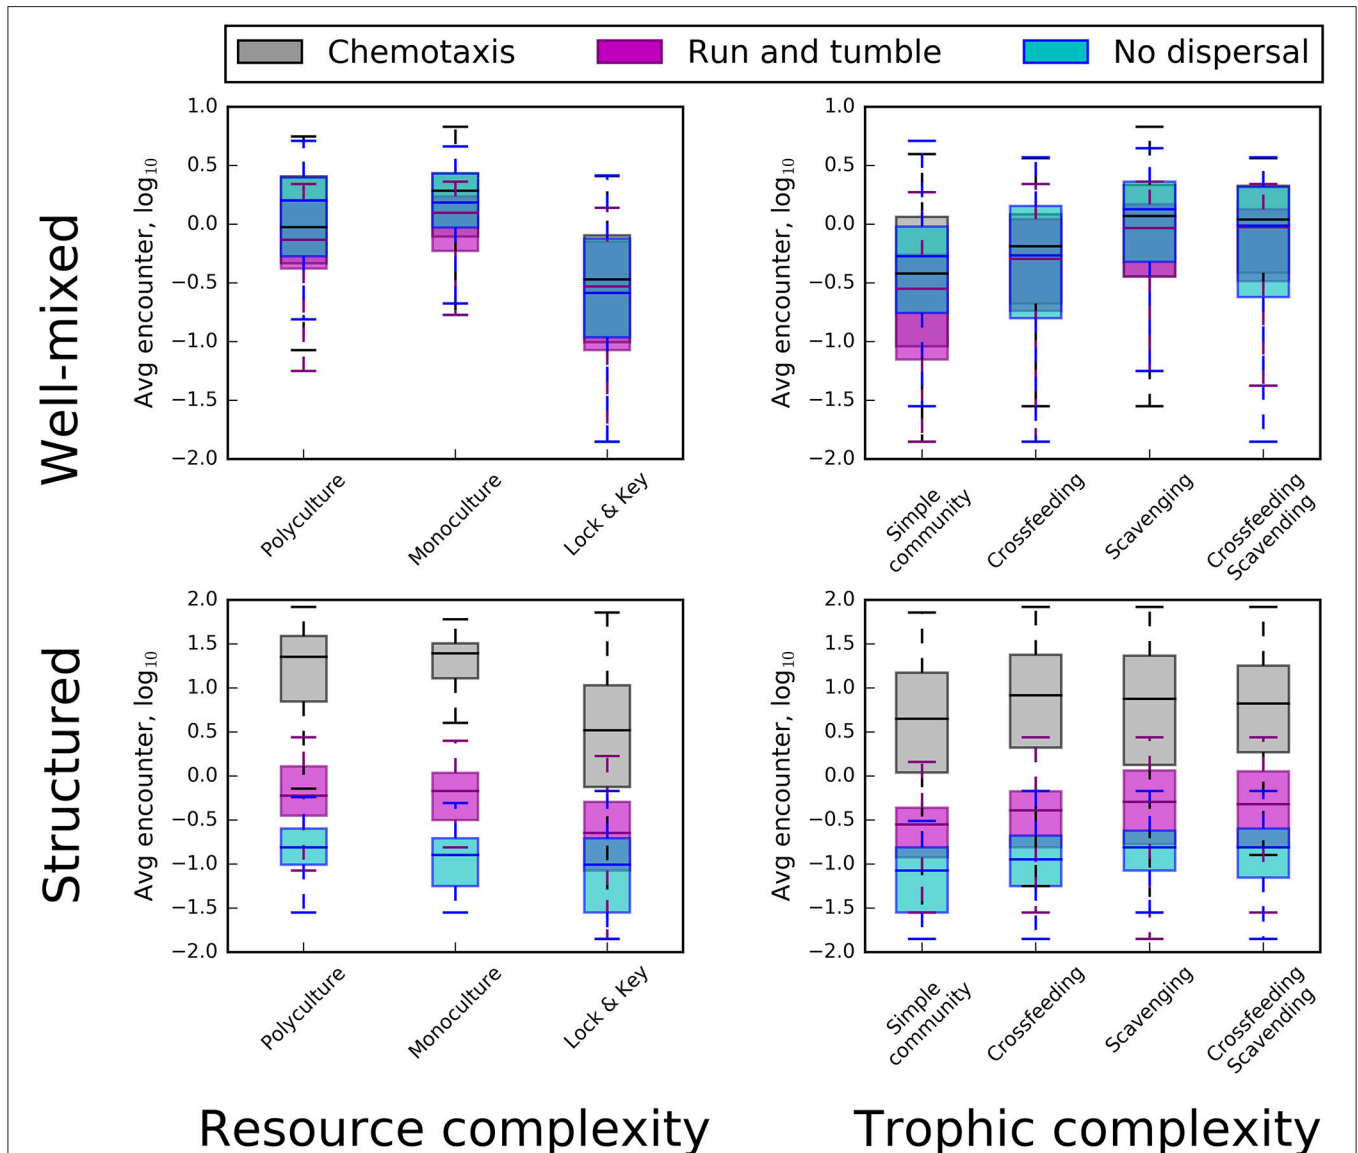 Chemotaxis Run and tumble No dispersal
Well-mixed
Avg encounter, log10
1.0
0.5
0.0
−0.5
−1.0
−1.5
−2.0
Polyculture
Monoculture
Lock & Key
Avg encounter, log10
1.0
0.5
0.0
−0.5
−1.0
−1.5
−2.0
Simple
community
Crossfeeding
Scavenging
Crossfeeding
Scavending
Structured
Avg encounter, log10
2.0
1.5
1.0
0.5
0.0
−0.5
−1.0
−1.5
−2.0
Polyculture
Monoculture
Lock & Key
Avg encounter, log10
2.0
1.5
1.0
0.5
0.0
−0.5
−1.0
−1.5
−2.0
Simple
community
Crossfeeding
Scavenging
Crossfeeding
Scavending
Resource complexity
Trophic complexity